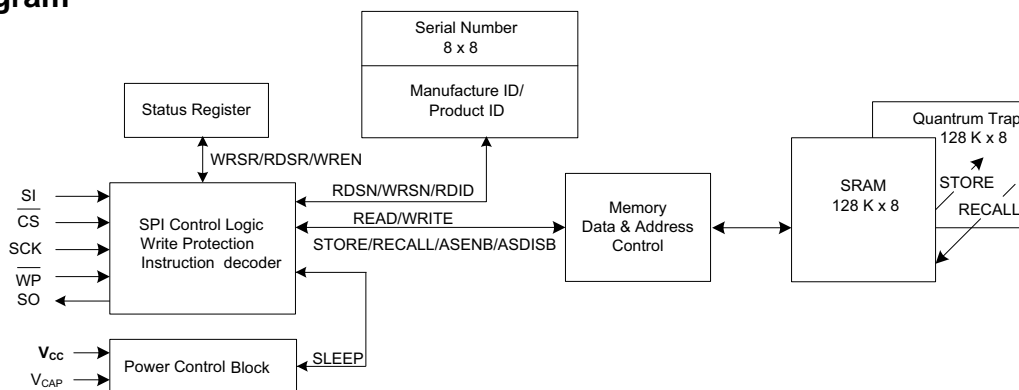 gram
Serial Number
8 x 8
Manufacture ID/
Product ID
Status Register
Quantrum Trap
128 K x 8
WRSR/RDSR/WREN
SI
CS
SCK
WP
SO
SPI Control Logic
Write Protection
Instruction decoder
RDSN/WRSN/RDID
READ/WRITE
STORE/RECALL/ASENB/ASDISB
Memory
Data & Address
Control
SRAM
128 K x 8
STORE
RECALL
SLEEP
VCC
VCAP
Power Control Block